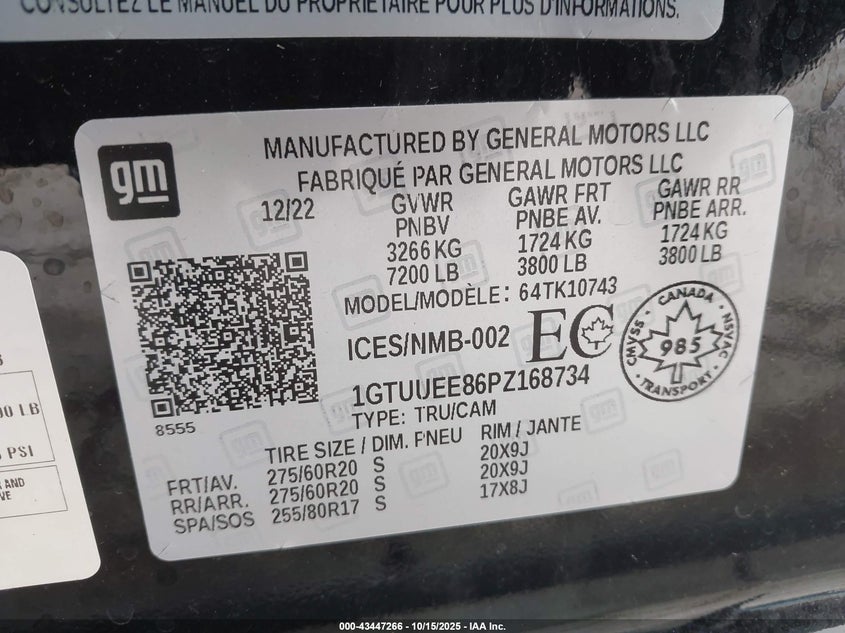 CONSULTEZ LE MANUEL DU PROPRIÉTAIRE POUR PLUS D'INFORMATIONS.
gm
MANUFACTURED BY GENERAL MOTORS LLC
FABRIQUÉ PAR GENERAL MOTORS LLC
12/22
GVWR
PNBV
3266 KG
7200 LB
GAWR FRT
PNBE AV.
1724 KG
3800 LB
GAWR RR
PNBE ARR.
1724 KG
3800 LB
MODEL/MODÈLE: 64TK10743
ICES/NMB-002 EC
CANADA
CMVSS 985 NSVAC
TRANSPORT
1GTUUEE86PZ168734
TYPE: TRU/CAM
8555
TIRE SIZE / DIM. PNEU RIM / JANTE
FRT/AV. 275/60R20 S 20X9J
RR/ARR. 275/60R20 S 20X9J
SPA/SOS 255/80R17 S 17X8J
LB
PSI
AND
000-43447266 - 10/15/2025 - IAA Inc.